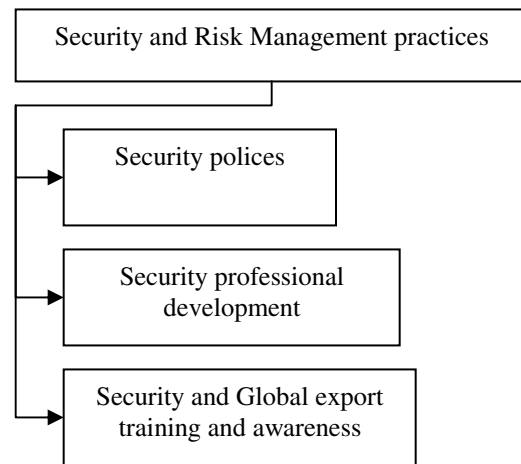 Security and Risk Management practices
Security polices
Security professional
development
Security and Global export
training and awareness